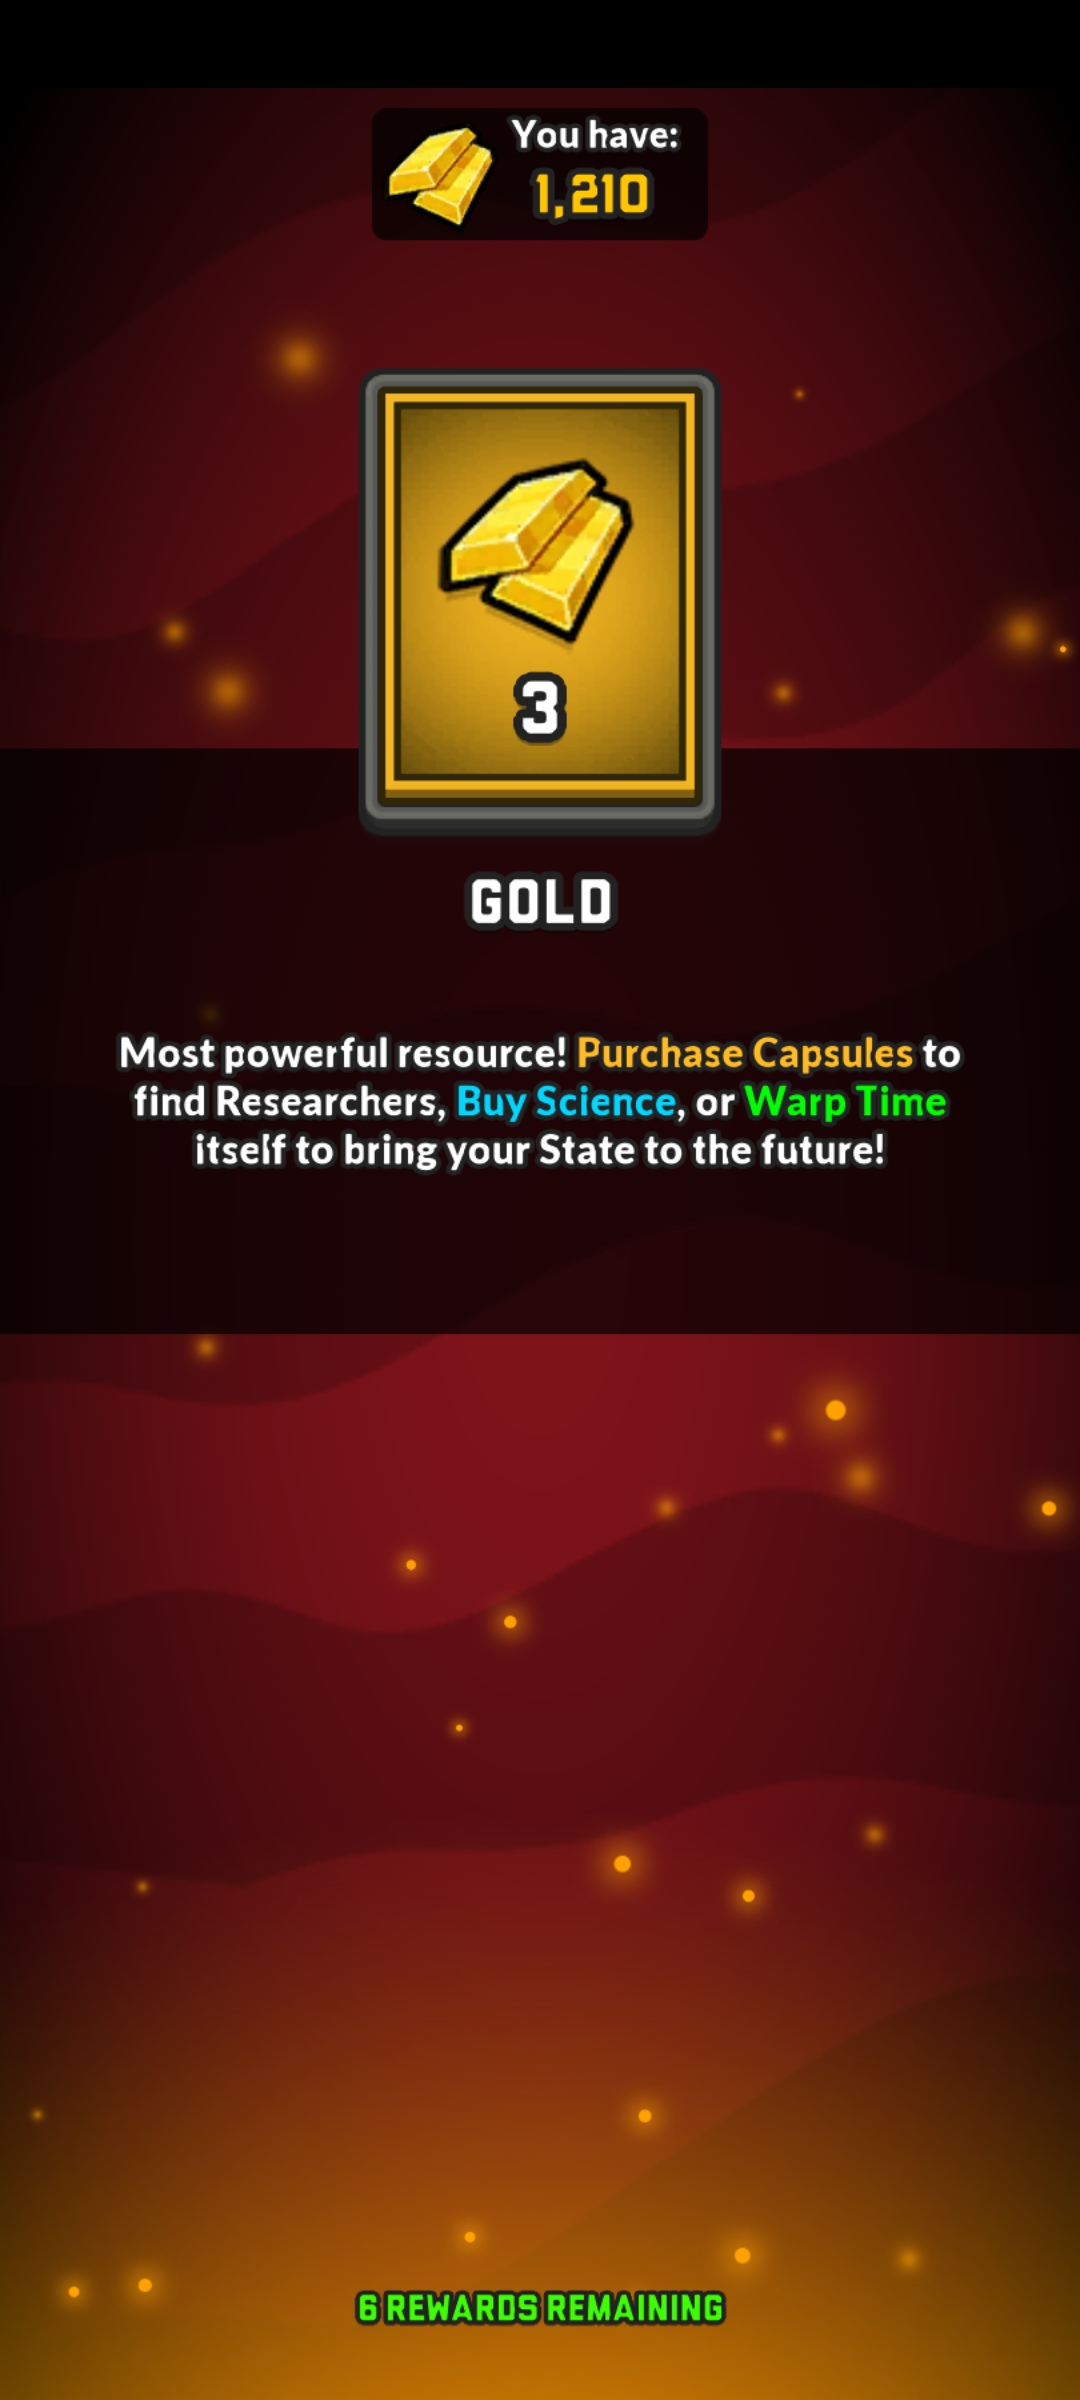 You have:
1,210
3
GOLD
Most powerful resource! Purchase Capsules to
find Researchers, Buy Science, or Warp Time
itself to bring your State to the future!
6 REWARDS REMAINING